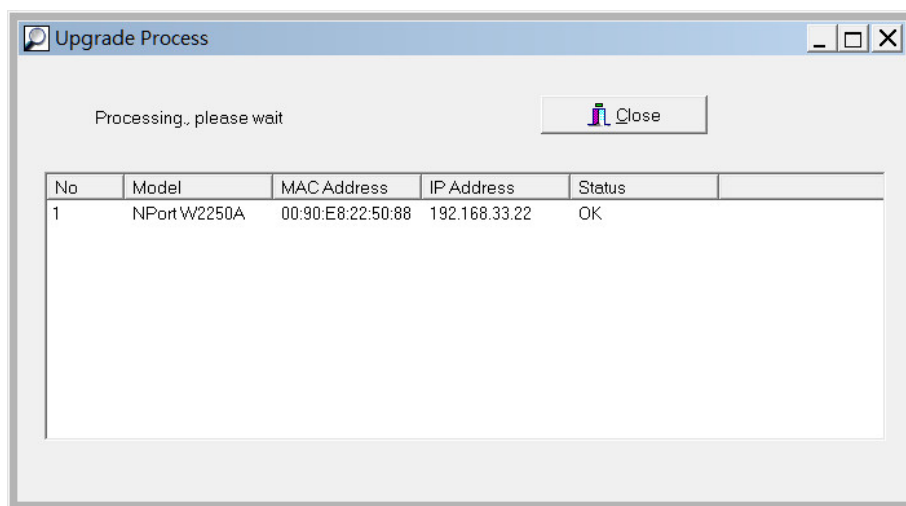 Upgrade Process
Processing., please wait
Close
No Model MAC Address IP Address Status
1 NPort W2250A 00:90:E8:22:50:88 192.168.33.22 OK